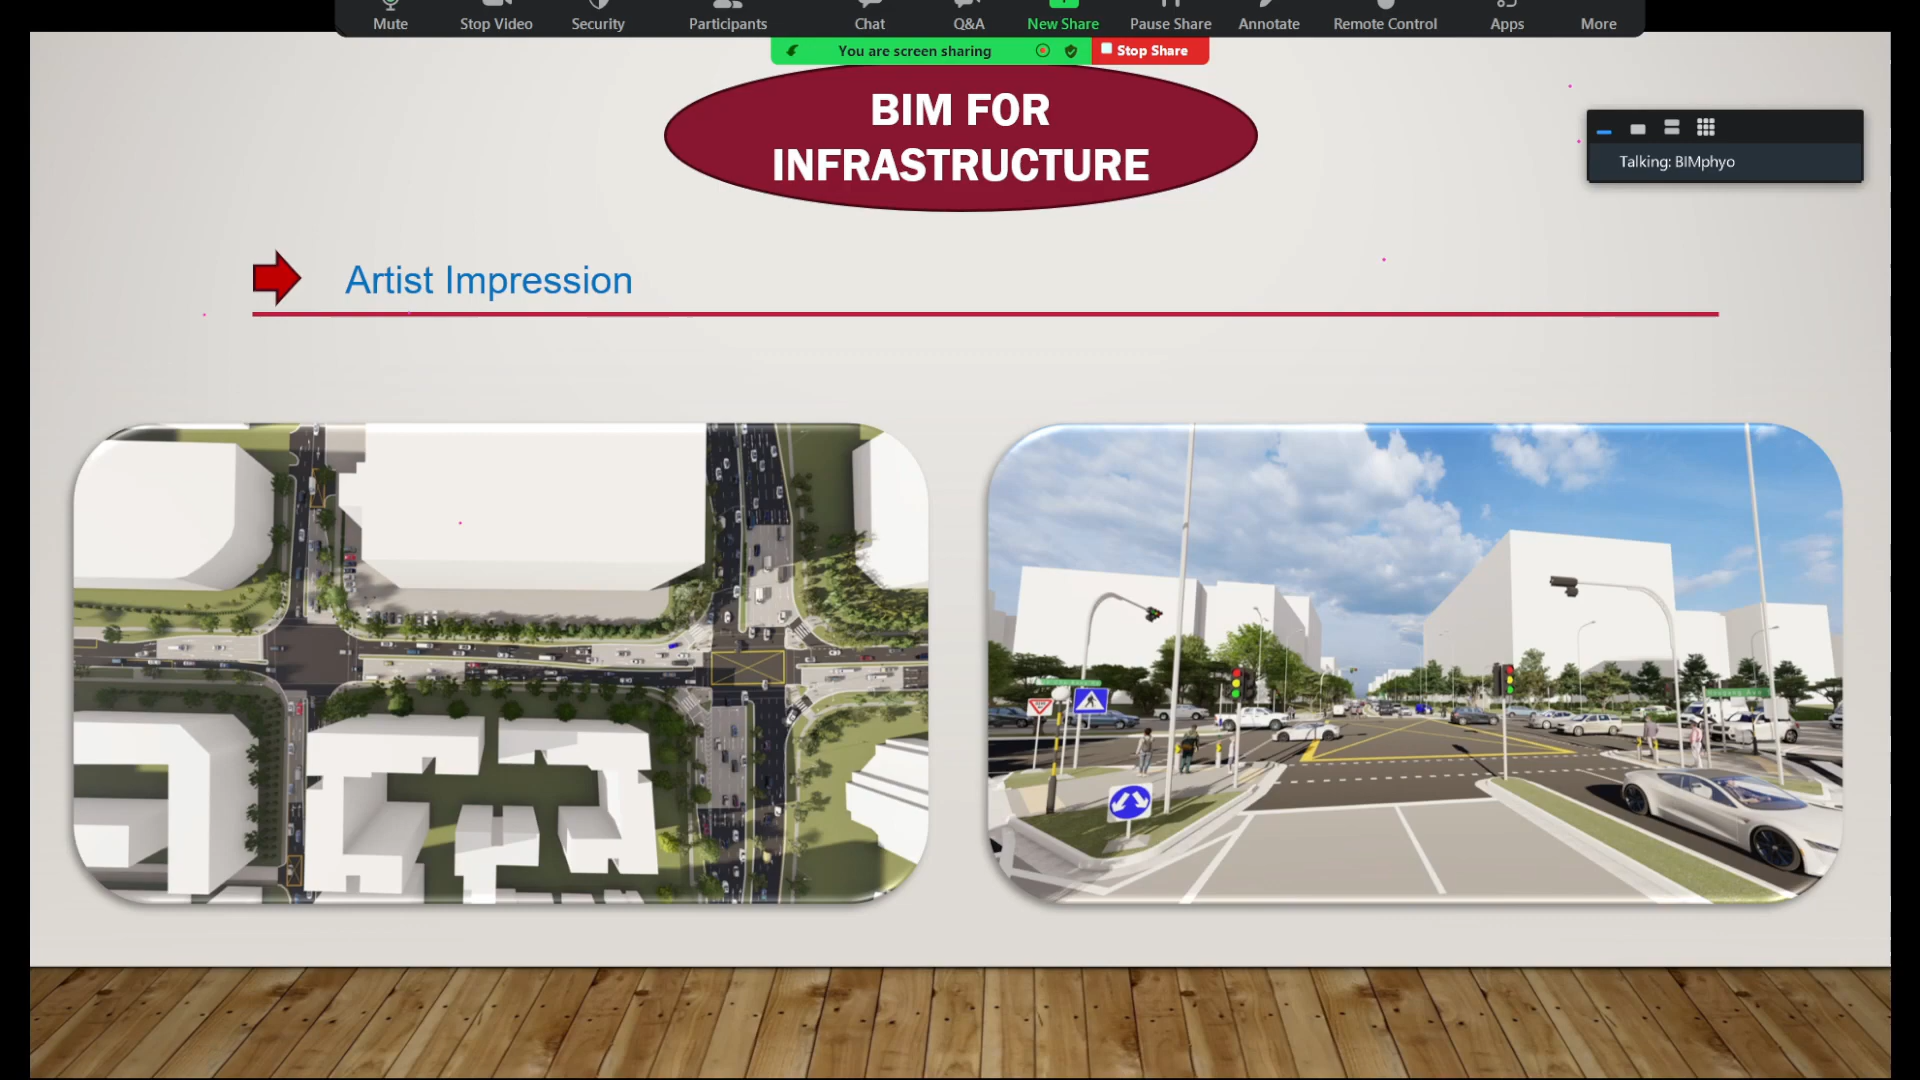 Mute
Stop Video
Security
Participants
Chat
Q&A
New Share
Pause Share
Annotate
Remote Control
Apps
More
You are screen sharing
Stop Share
BIM FOR
INFRASTRUCTURE
Talking: BIMphyo
Artist Impression